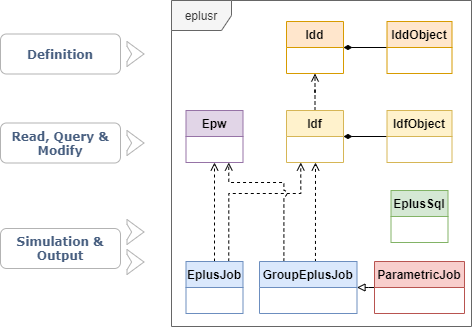 eplusr
Idd
IddObject
Definition
Epw
Idf
IdfObject
Read, Query &
Modify
EplusSql
Simulation &
Output
EplusJob
GroupEplusJob
ParametricJob